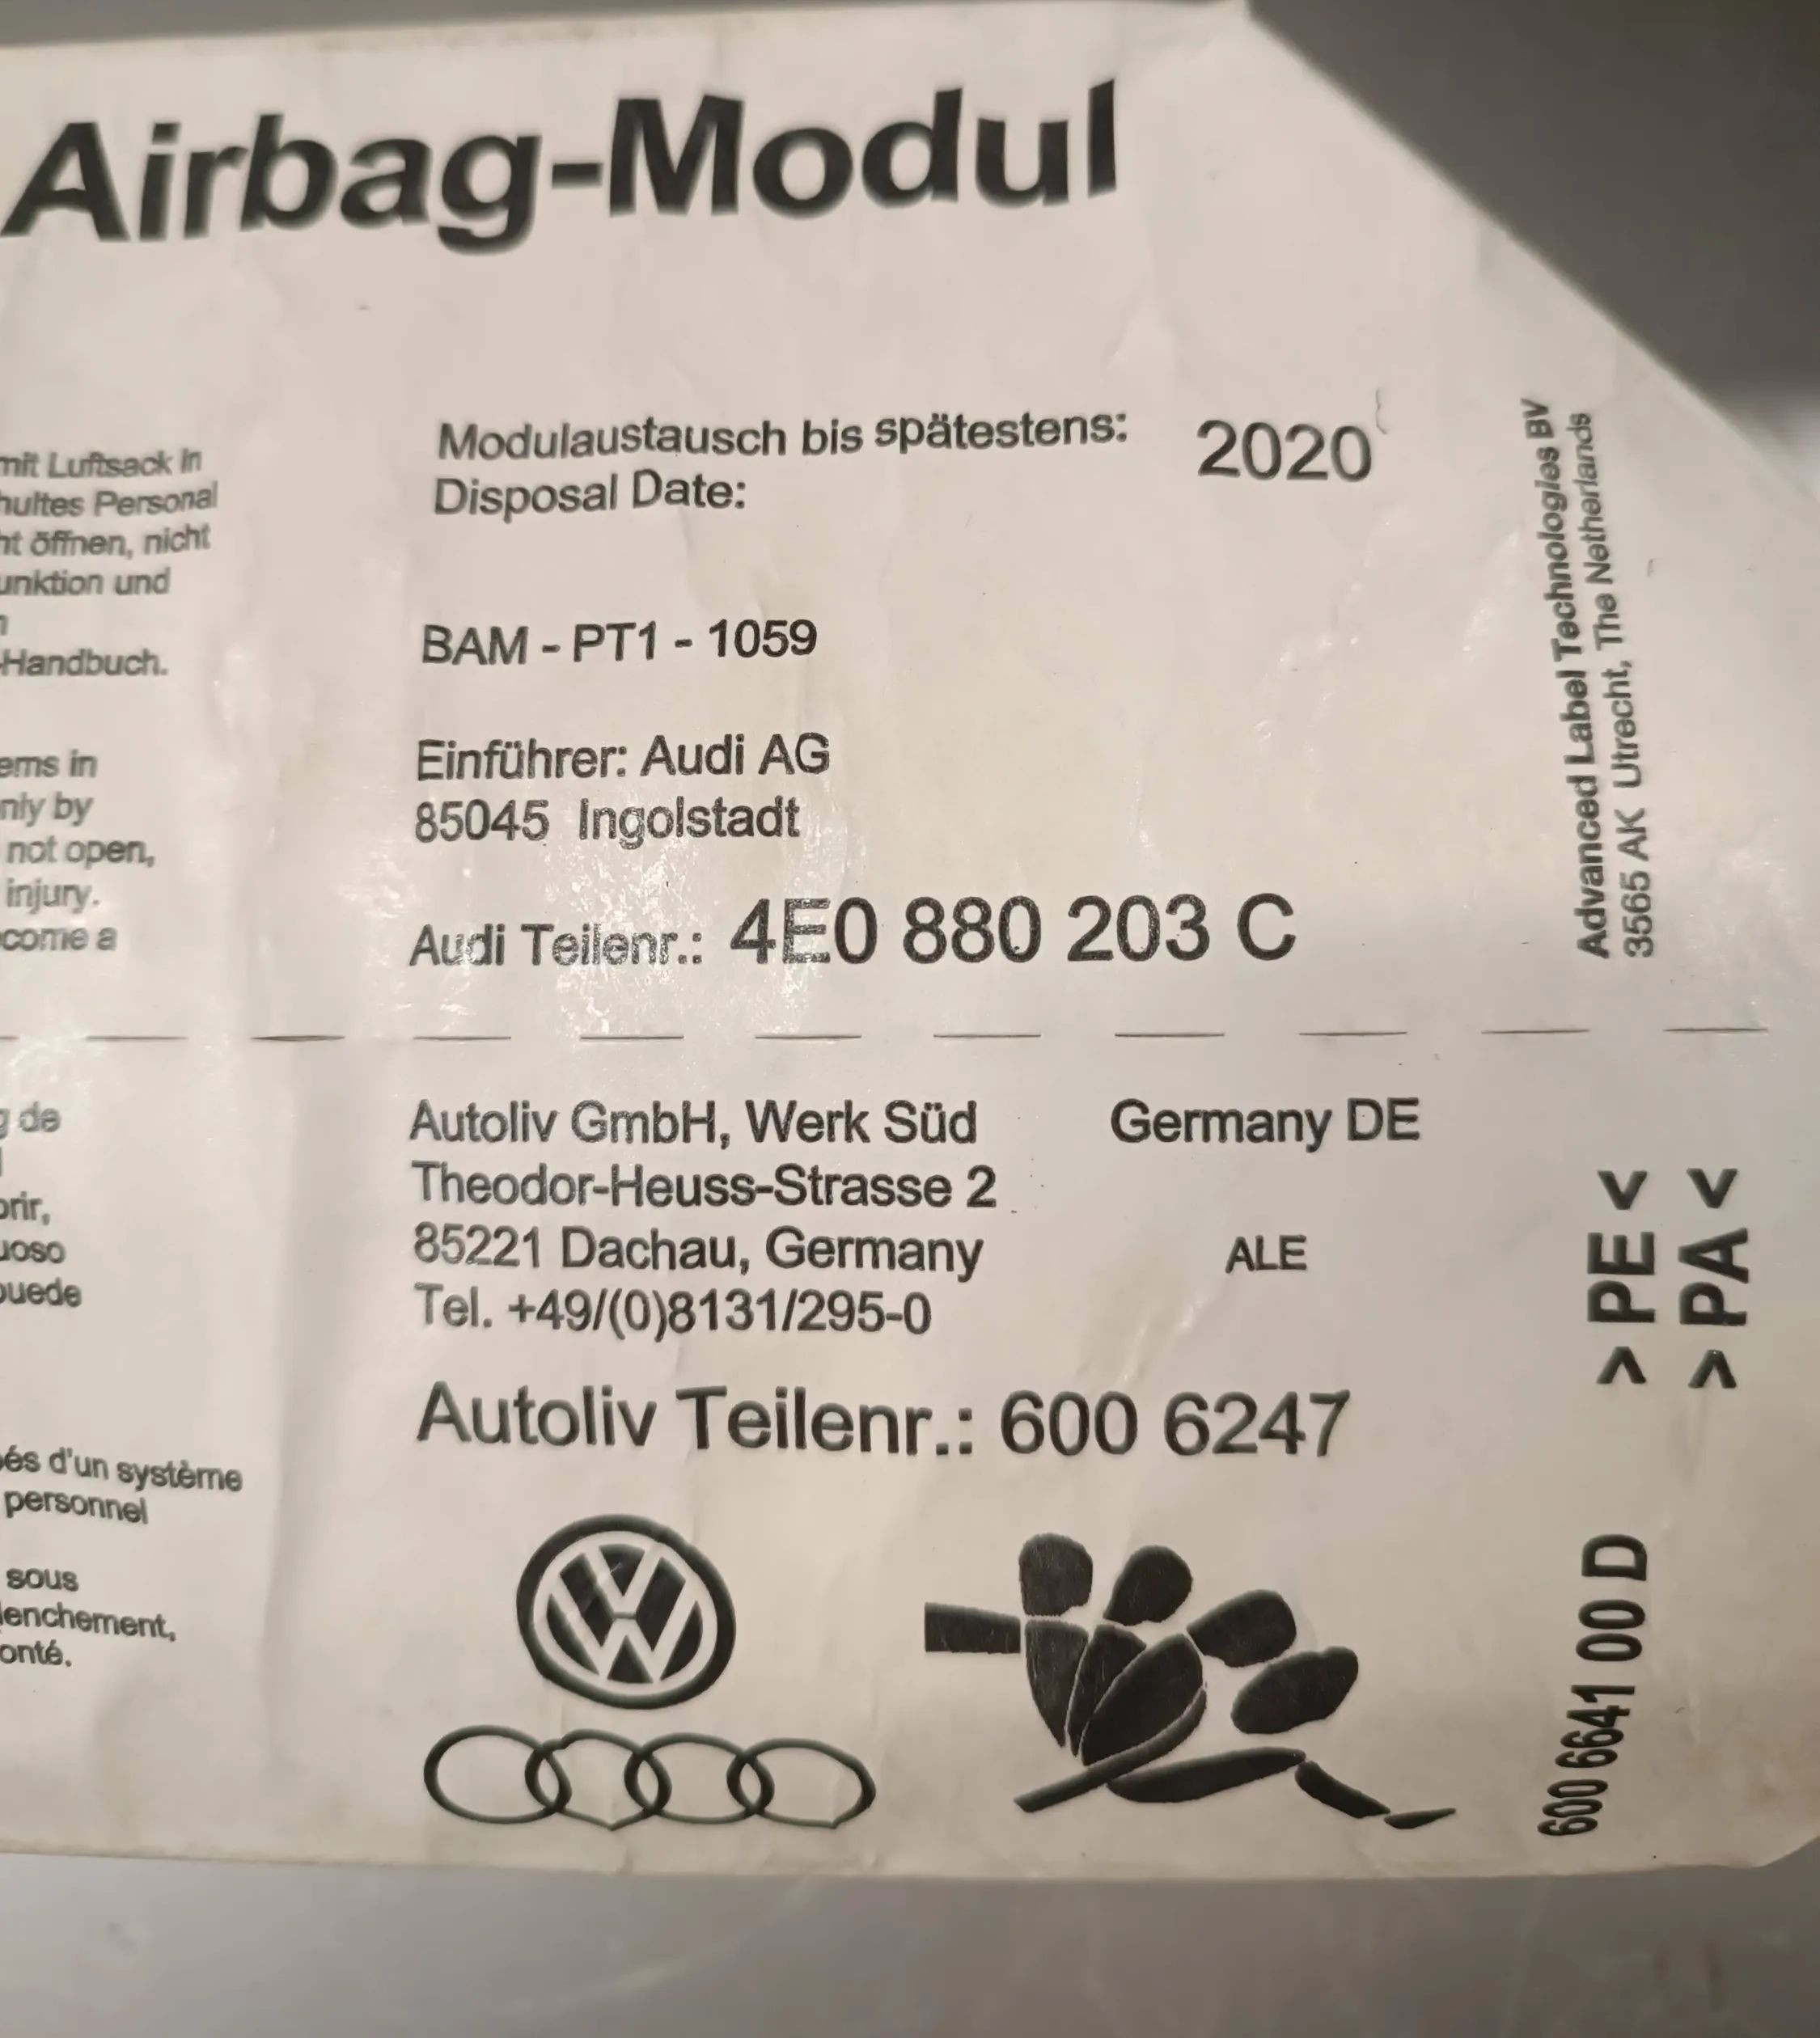 Airbag-Modul
mit Luftsack in
hultes Personal
ht öffnen, nicht
unktion und
-Handbuch.
ems in
nly by
not open,
injury.
come a
Modulaustausch bis spätestens: 2020
Disposal Date:
BAM - PT1 - 1059
Einführer: Audi AG
85045 Ingolstadt
Audi Teilenr.: 4E0 880 203 C
Advanced Label Technologies BV
3565 AK Utrecht, The Netherlands
g de
orir,
uoso
puede
és d'un système
personnel
sous
lenchement,
onté.
Autoliv GmbH, Werk Süd Germany DE
Theodor-Heuss-Strasse 2
85221 Dachau, Germany ALE
Tel. +49/(0)8131/295-0
Autoliv Teilenr.: 600 6247
>PE<
>PA<
600 6641 00 D
VW